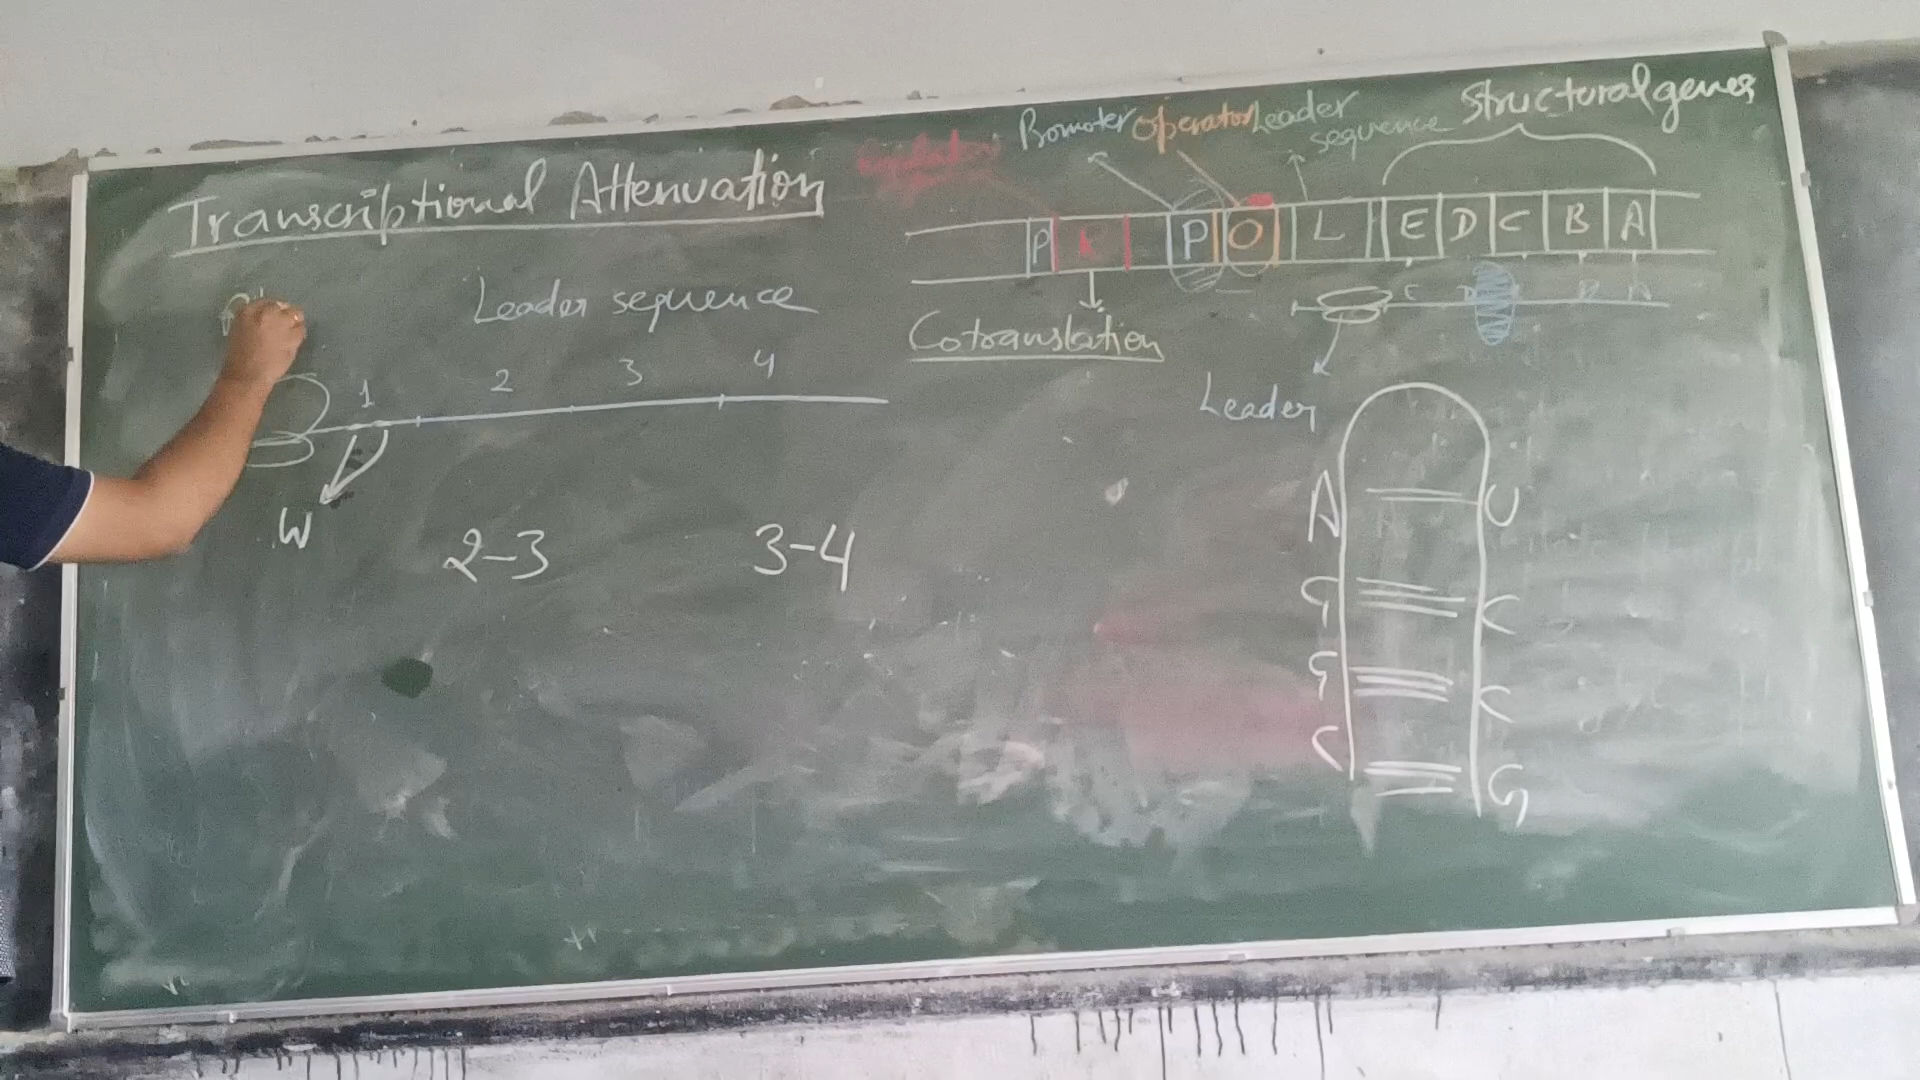 Transcriptional Attenuation
Promoter Operator Leader sequence Structural genes
P R P O L E D C B A
Leader sequence
Cotranslation
1 2 3 4
Leader
W
2-3 3-4
A U
G C
G C
C G